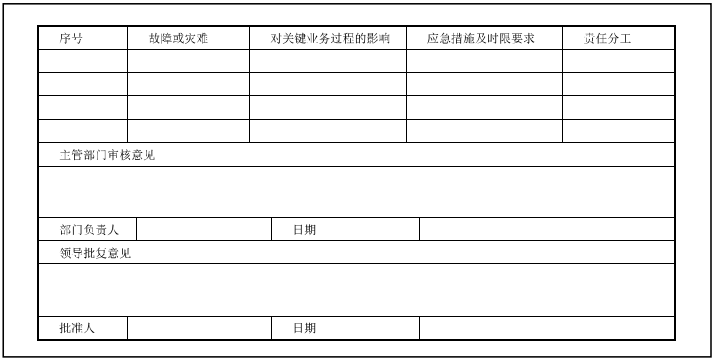 序号 故障或灾难 对关键业务过程的影响 应急措施及时限要求 责任分工
主管部门审核意见
部门负责人 日期
领导批复意见
批准人 日期